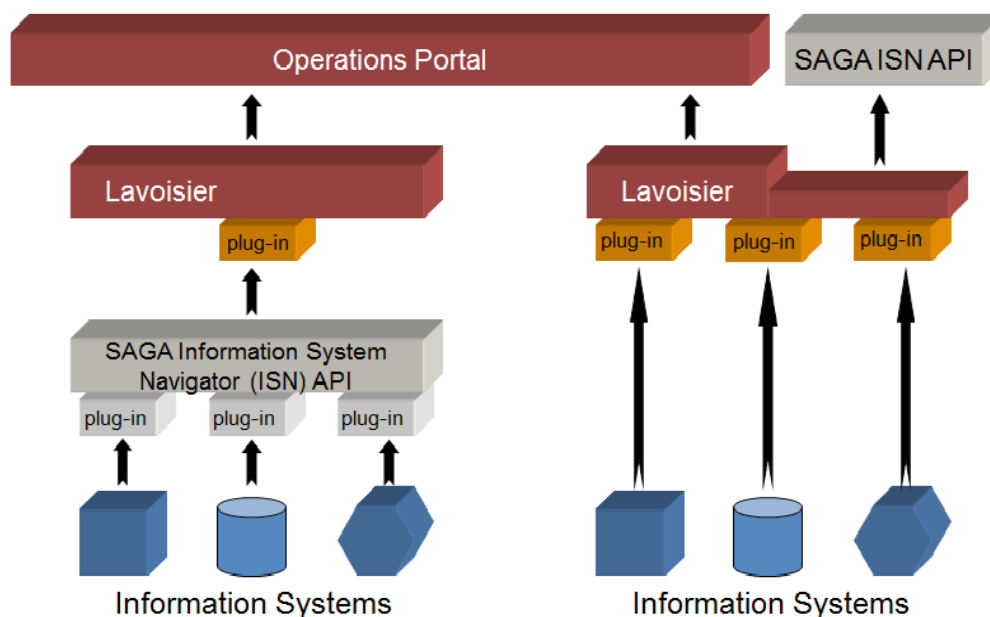 Operations Portal
SAGA ISN API
Lavoisier
plug-in
Lavoisier
plug-in
plug-in
plug-in
SAGA Information System
Navigator (ISN) API
plug-in
plug-in
plug-in
Information Systems
Information Systems